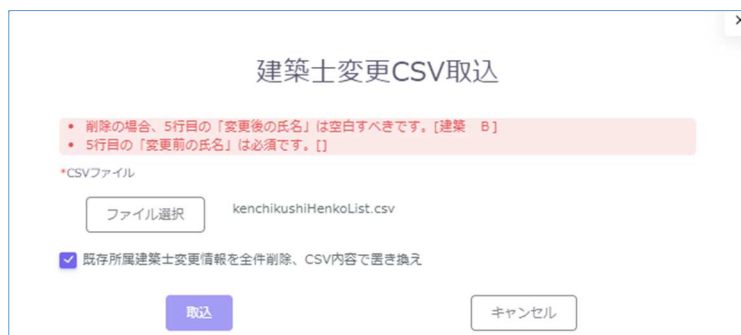 建築士変更CSV取込
• 削除の場合、5行目の「変更後の氏名」は空白すべきです。[建築　B]
• 5行目の「変更前の氏名」は必須です。[]
*CSVファイル
ファイル選択 kenchikushiHenkoList.csv
既存所属建築士変更情報を全件削除、CSV内容で置き換え
取込 キャンセル